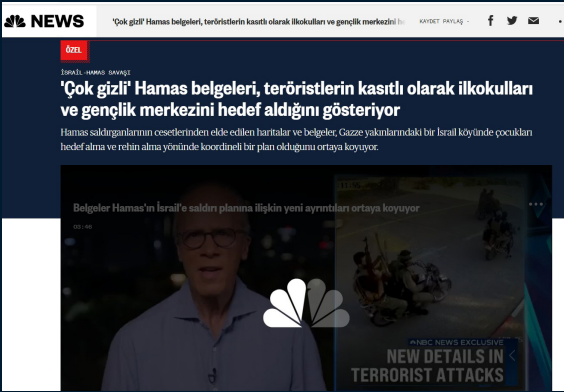 NEWS
'Çok gizli' Hamas belgeleri, teröristlerin kasıtlı olarak ilkokulları ve gençlik merkezini
KAYDET PAYLAŞ -
ÖZEL
İSRAİL-HAMAS SAVAŞI
'Çok gizli' Hamas belgeleri, teröristlerin kasıtlı olarak ilkokulları
ve gençlik merkezini hedef aldığını gösteriyor
Hamas saldırganlarının cesetlerinden elde edilen haritalar ve belgeler, Gazze yakınlarındaki bir İsrail köyünde çocukları
hedef alma ve rehin alma yönünde koordineli bir plan olduğunu ortaya koyuyor.
Belgeler Hamas'ın İsrail'e saldırı planına ilişkin yeni ayrıntıları ortaya koyuyor
NBC NEWS EXCLUSIVE
NEW DETAILS IN
TERRORIST ATTACKS